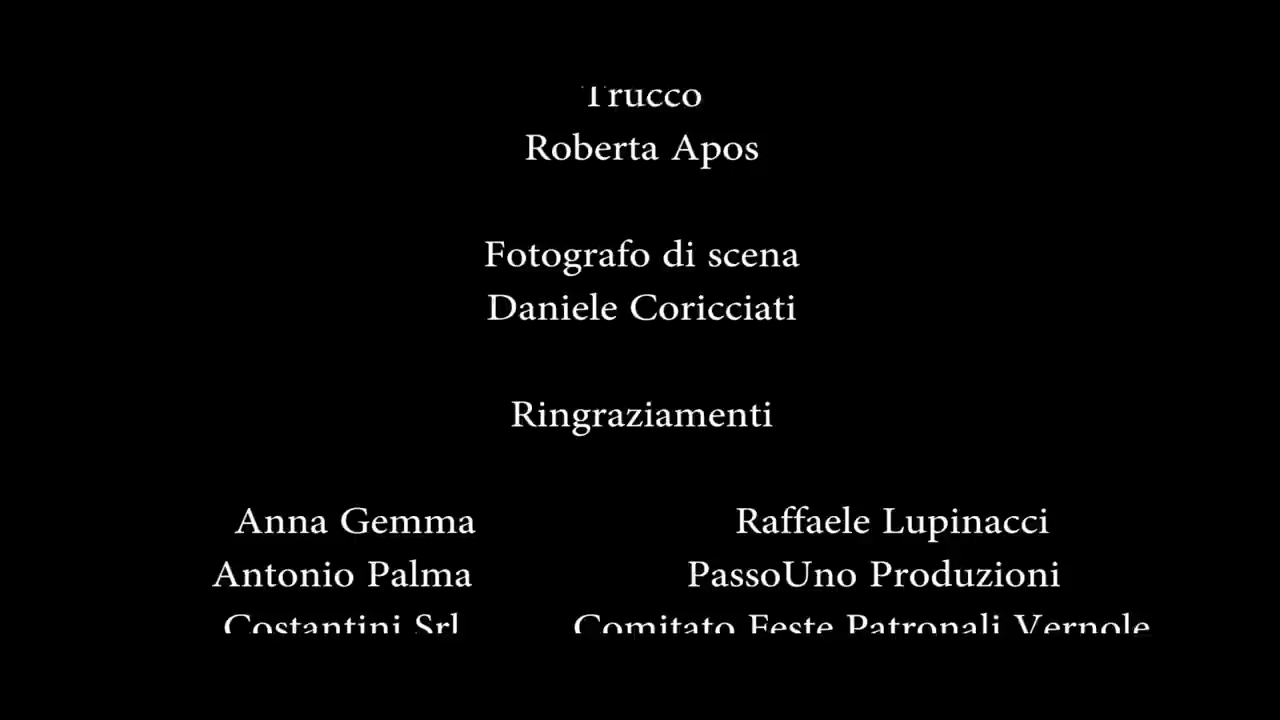 Trucco
Roberta Apos
Fotografo di scena
Daniele Coricciati
Ringraziamenti
Anna Gemma Raffaele Lupinacci
Antonio Palma PassoUno Produzioni
Costantini Srl Comitato Feste Patronali Vernole